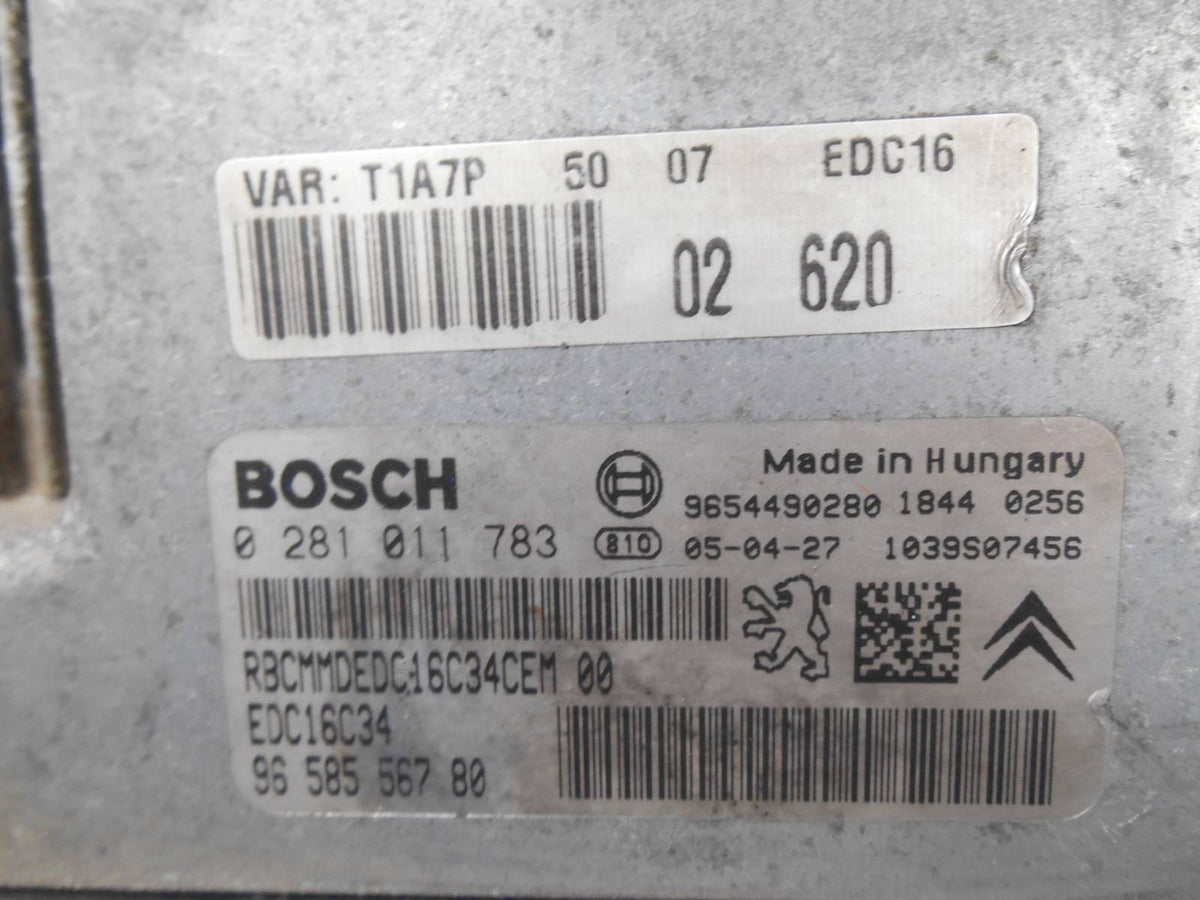 VAR: T1A7P 50 07 EDC16
02 620
BOSCH
Made in Hungary
9654490280 1844 0256
0 281 011 783 810 05-04-27 1039S07456
RBCMMDEDC16C34CEM 00
EDC16C34
96 585 567 80